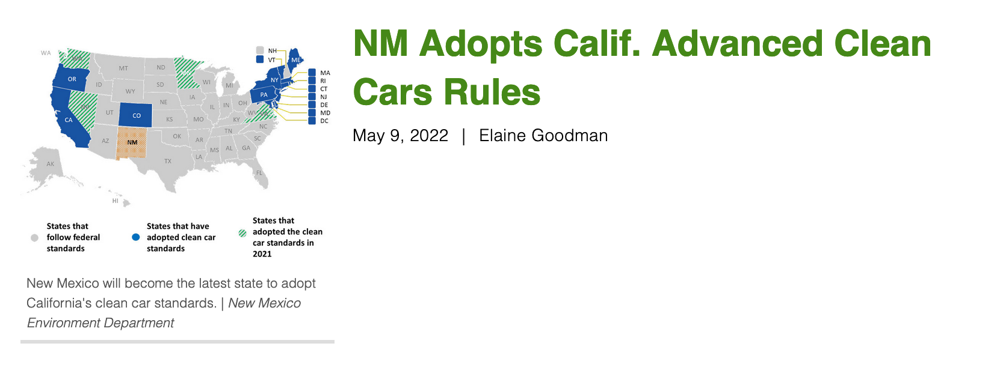 NM Adopts Calif. Advanced Clean
Cars Rules
May 9, 2022 | Elaine Goodman
WA
WA
OR
CA
NV
ID
MT
WY
UT
CO
AZ
NM
ND
SD
NE
KS
OK
TX
MN
IA
MO
AR
LA
WI
IL
MI
IN
OH
KY
TN
MS
AL
GA
FL
SC
NC
WV
VA
PA
NY
ME
NH
VT
MA
RI
CT
NJ
DE
MD
DC
AK
HI
States that
follow federal
standards
States that have
adopted clean car
standards
States that
adopted the clean
car standards in
2021
New Mexico will become the latest state to adopt
California's clean car standards. | New Mexico
Environment Department